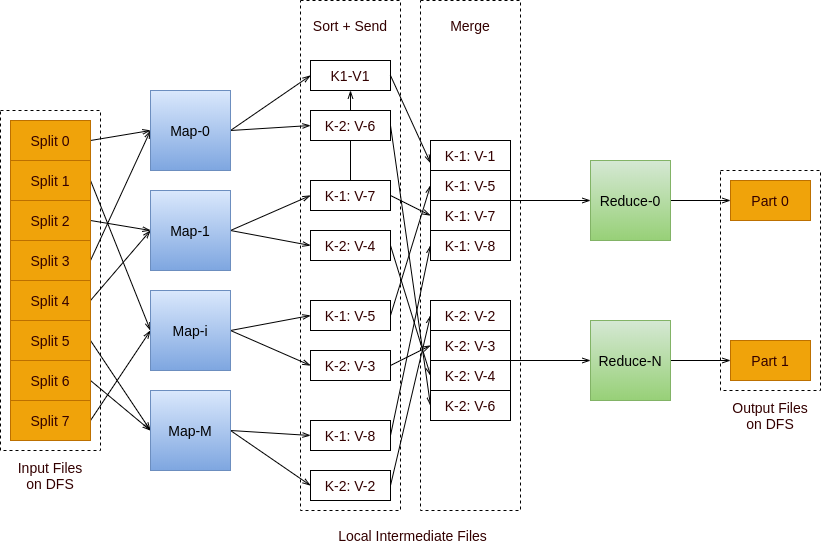 Sort + Send
Merge
Split 0
Split 1
Split 2
Split 3
Split 4
Split 5
Split 6
Split 7
Input Files
on DFS
Map-0
Map-1
Map-i
Map-M
K1-V1
K-2: V-6
K-1: V-7
K-2: V-4
K-1: V-5
K-2: V-3
K-1: V-8
K-2: V-2
K-1: V-1
K-1: V-5
K-1: V-7
K-1: V-8
K-2: V-2
K-2: V-3
K-2: V-4
K-2: V-6
Local Intermediate Files
Reduce-0
Reduce-N
Part 0
Part 1
Output Files
on DFS